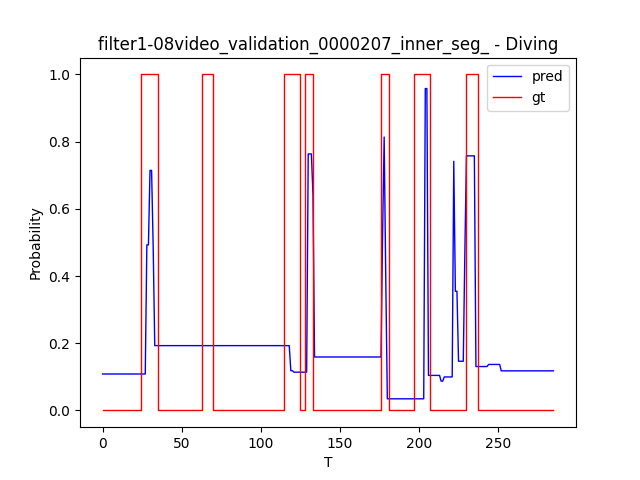 filter1-08video_validation_0000207_inner_seg_ - Diving
pred
gt
Probability
1.0
0.8
0.6
0.4
0.2
0.0
0 50 100 150 200 250
T